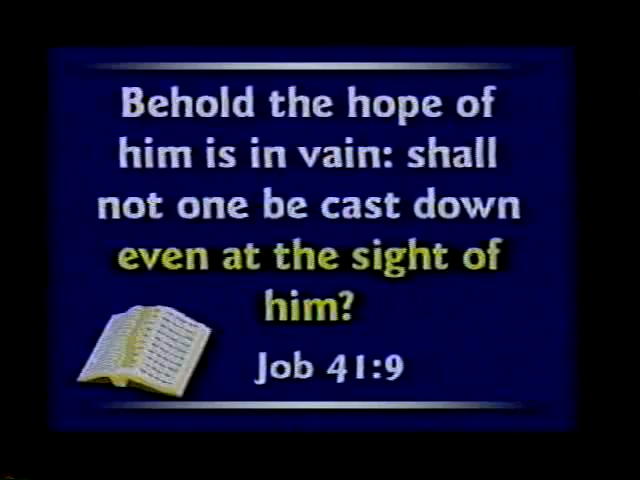 Behold the hope of
him is in vain: shall
not one be cast down
even at the sight of
him?
Job 41:9